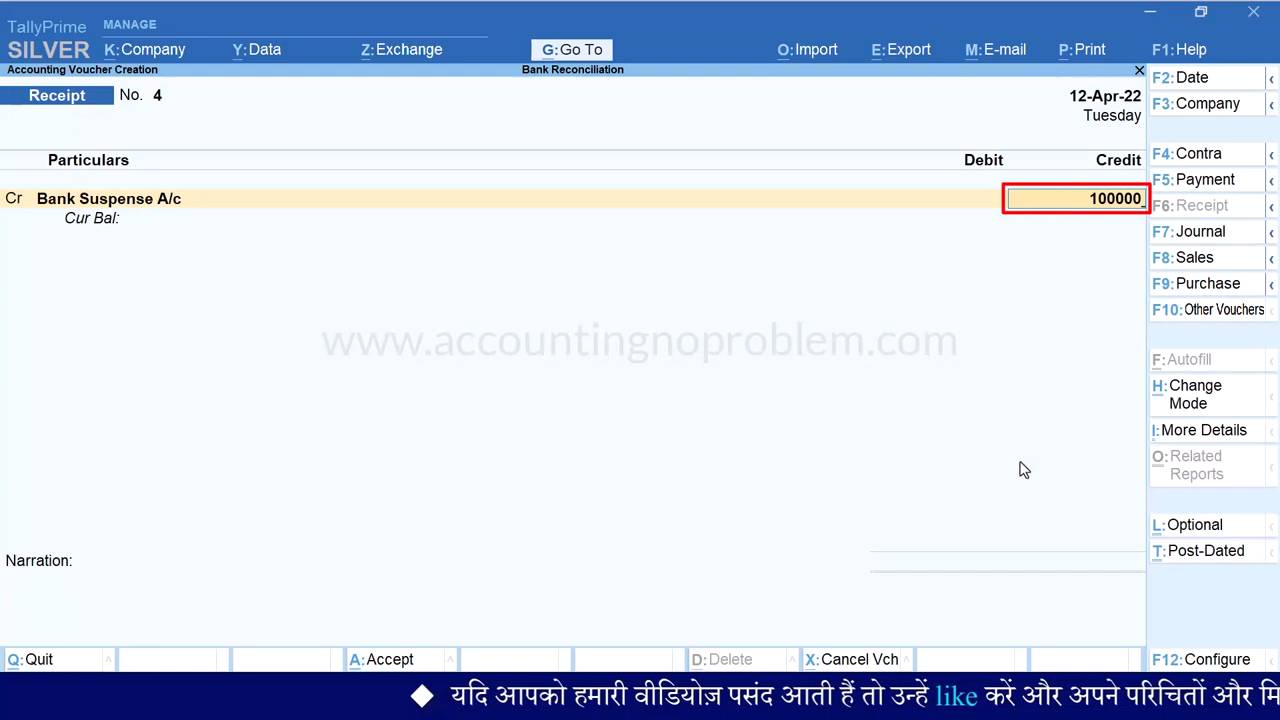 TallyPrime MANAGE
SILVER K:Company Y:Data Z:Exchange G:Go To O:Import E:Export M:E-mail P:Print F1:Help
Accounting Voucher Creation Bank Reconciliation
Receipt No. 4 12-Apr-22
Tuesday
Particulars Debit Credit
Cr Bank Suspense A/c 100000
Cur Bal:
www.accountingnoproblem.com
Narration:
F2:Date
F3:Company
F4:Contra
F5:Payment
F6:Receipt
F7:Journal
F8:Sales
F9:Purchase
F10:Other Vouchers
F:Autofill
H:Change
Mode
I:More Details
O:Related
Reports
L:Optional
T:Post-Dated
Q:Quit A:Accept D:Delete X:Cancel Vch F12:Configure
यदि आपको हमारी वीडियोज़ पसंद आती हैं तो उन्हें like करें और अपने परिचितों और मि